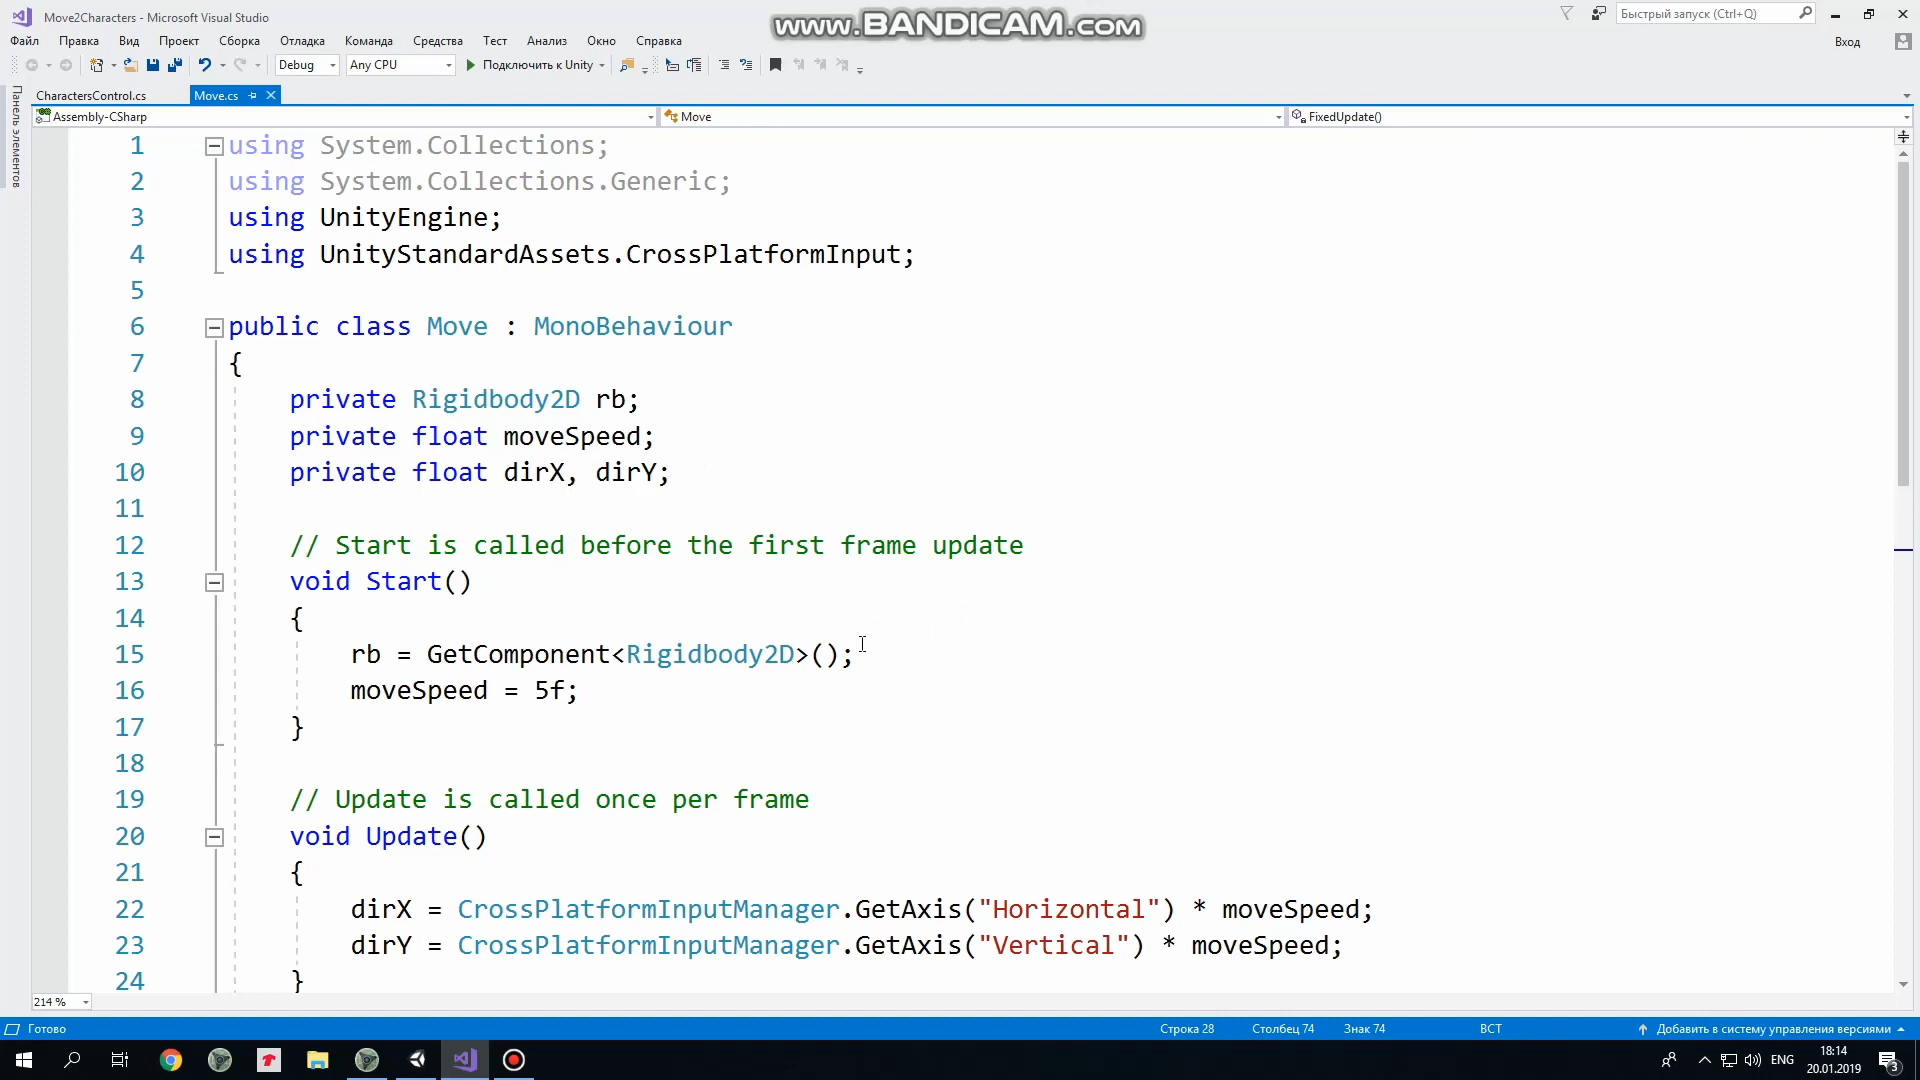 Move2Characters - Microsoft Visual Studio
www.BANDICAM.com
Быстрый запуск (Ctrl+Q)
Файл Правка Вид Проект Сборка Отладка Команда Средства Тест Анализ Окно Справка
Вход
Debug Any CPU Подключить к Unity
Панель элементов
CharactersControl.cs Move.cs
Assembly-CSharp Move FixedUpdate()
1 using System.Collections;
2 using System.Collections.Generic;
3 using UnityEngine;
4 using UnityStandardAssets.CrossPlatformInput;
5
6 public class Move : MonoBehaviour
7 {
8 private Rigidbody2D rb;
9 private float moveSpeed;
10 private float dirX, dirY;
11
12 // Start is called before the first frame update
13 void Start()
14 {
15 rb = GetComponent<Rigidbody2D>();
16 moveSpeed = 5f;
17 }
18
19 // Update is called once per frame
20 void Update()
21 {
22 dirX = CrossPlatformInputManager.GetAxis("Horizontal") * moveSpeed;
23 dirY = CrossPlatformInputManager.GetAxis("Vertical") * moveSpeed;
24 }
214 %
Готово Строка 28 Столбец 74 Знак 74 ВСТ Добавить в систему управления версиями
ENG 18:14
20.01.2019 3